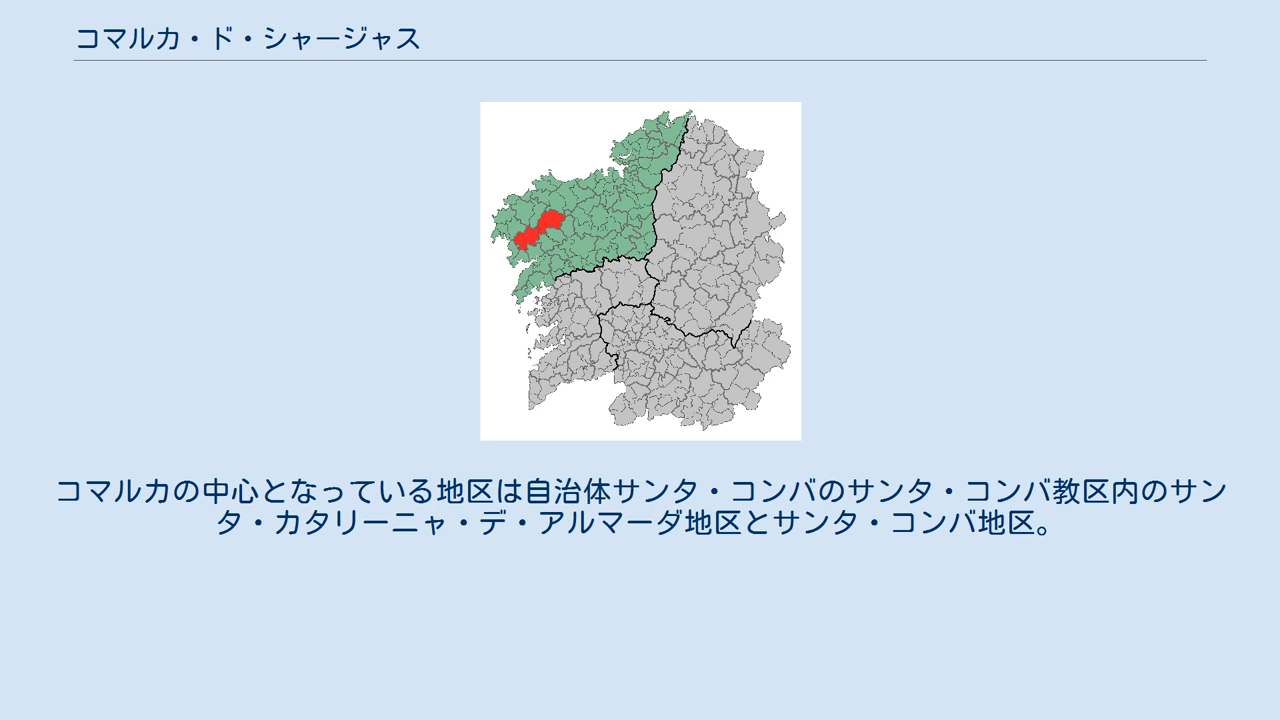 コマルカ・ド・シャージャス
コマルカの中心となっている地区は自治体サンタ・コンバのサンタ・コンバ教区内のサン
タ・カタリーニャ・デ・アルマーダ地区とサンタ・コンバ地区。